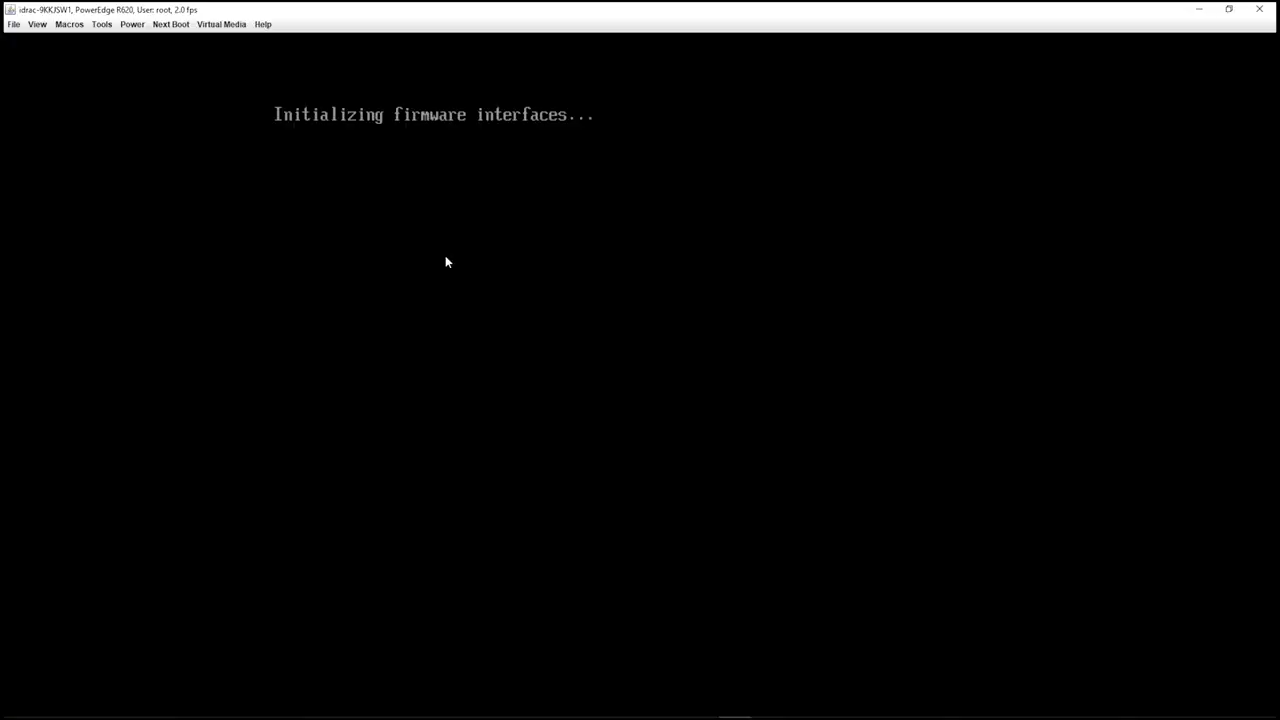 idrac-9KKJSW1, PowerEdge R620, User: root, 2.0 fps
File View Macros Tools Power Next Boot Virtual Media Help
Initializing firmware interfaces...